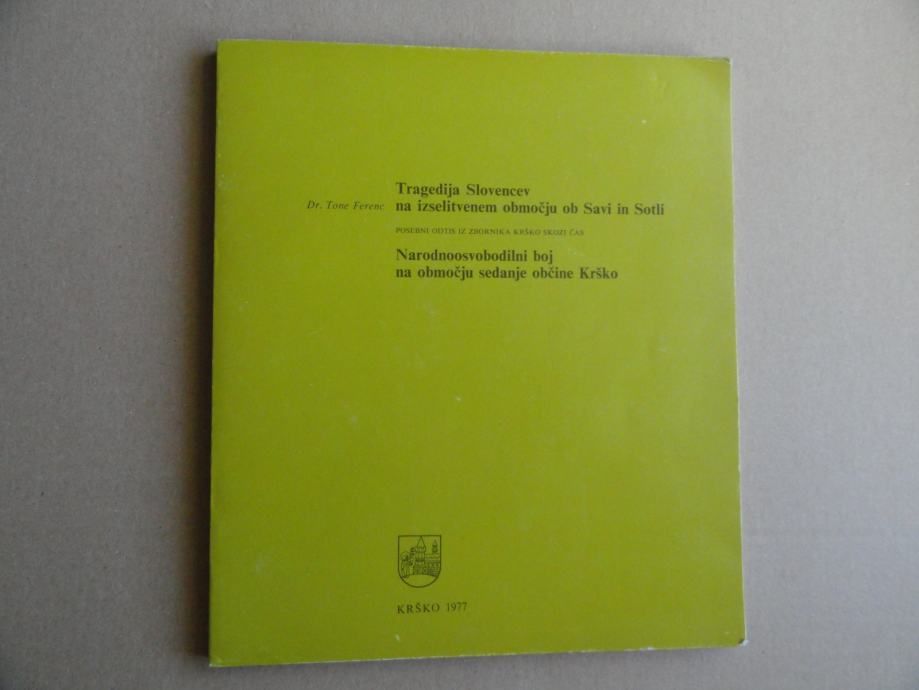 Tragedija Slovencev
Dr. Tone Ferenc na izselitvenem območju ob Savi in Sotli
POSEBNI ODTIS IZ ZBORNIKA KRŠKO SKOZI ČAS
Narodnoosvobodilni boj
na območju sedanje občine Krško
KRŠKO 1977